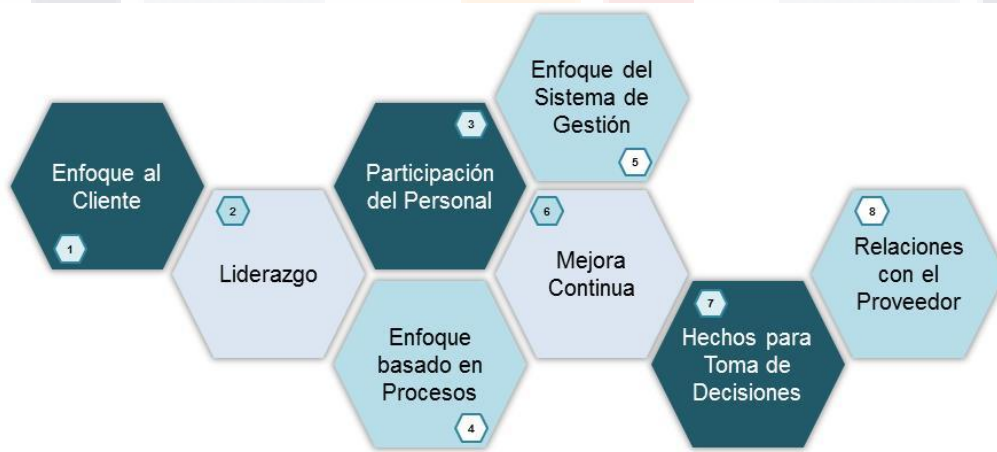 Enfoque al
Cliente
1
2
Liderazgo
3
Participación
del Personal
Enfoque
basado en
Procesos
4
Enfoque del
Sistema de
Gestión
5
6
Mejora
Continua
7
Hechos para
Toma de
Decisiones
8
Relaciones
con el
Proveedor